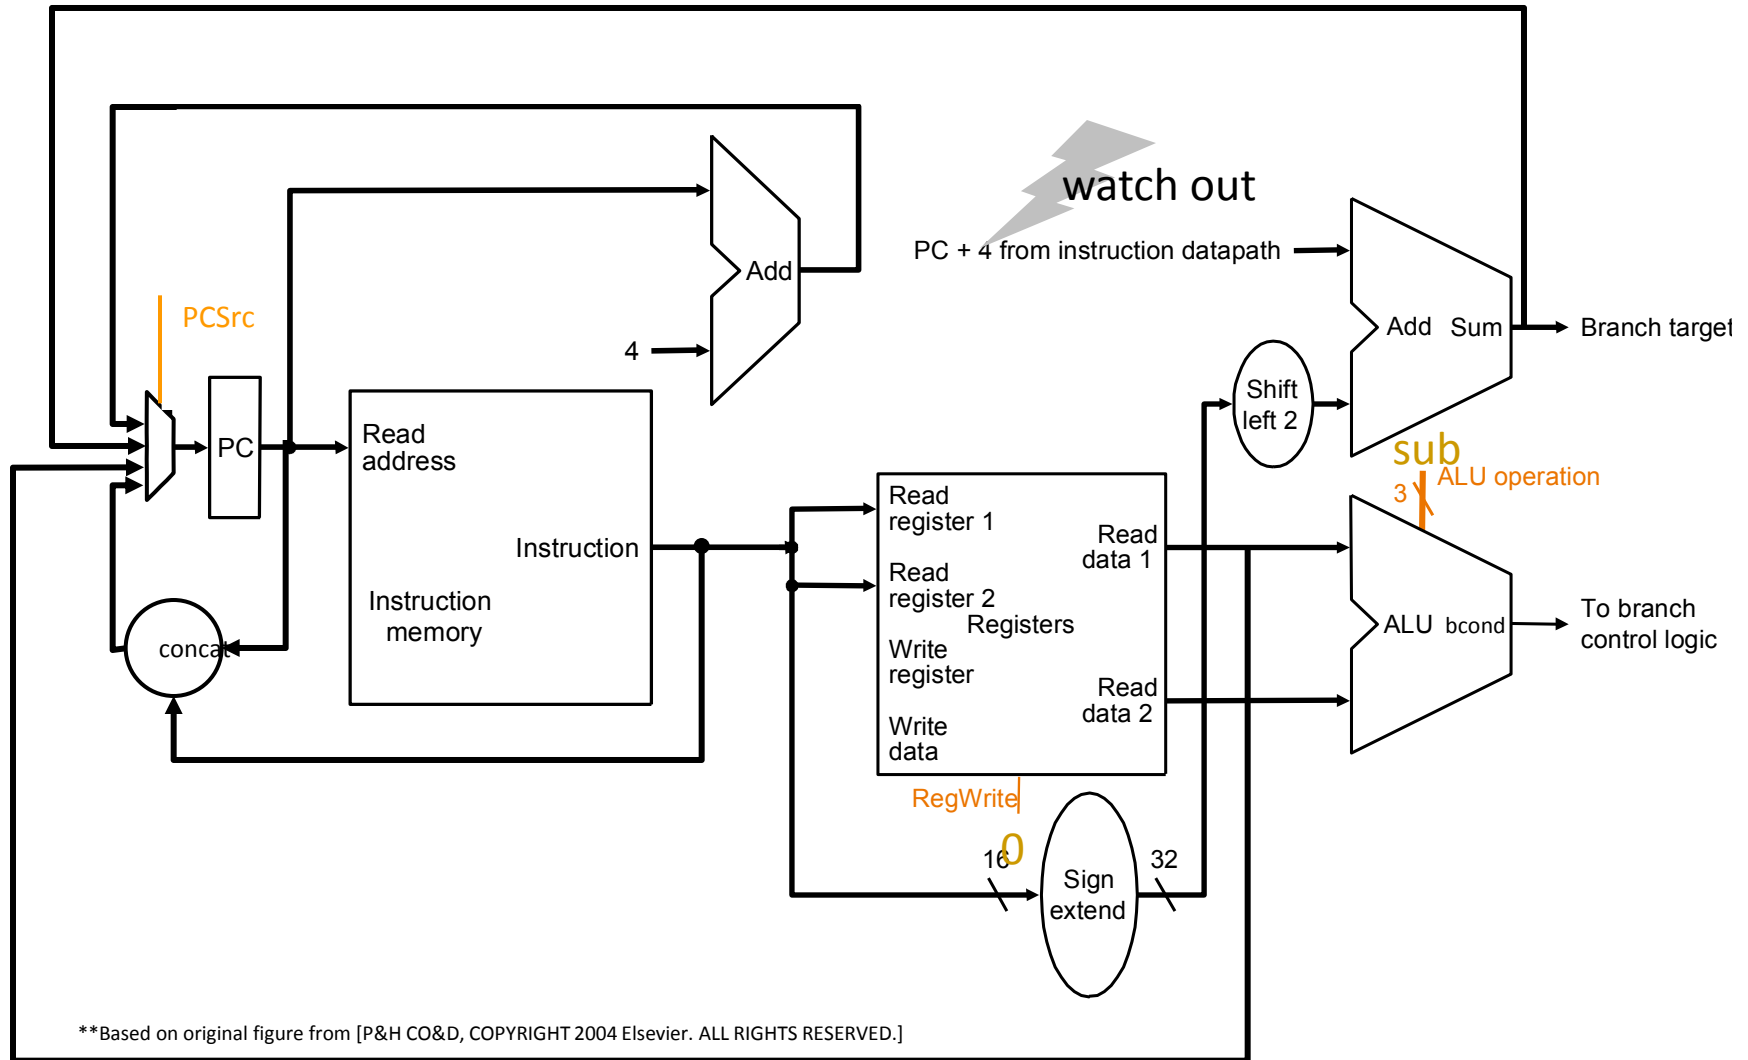 watch out
PC + 4 from instruction datapath
Add
PCSrc
4
Add Sum
Branch target
Shift
left 2
PC
Read
address
sub
ALU operation
3
Read
register 1
Read
data 1
Instruction
Read
register 2
Registers
Instruction
memory
ALU bcond
To branch
control logic
concat
Write
register
Read
data 2
Write
data
RegWrite
0
16
32
Sign
extend
**Based on original figure from [P&H CO&D, COPYRIGHT 2004 Elsevier. ALL RIGHTS RESERVED.]